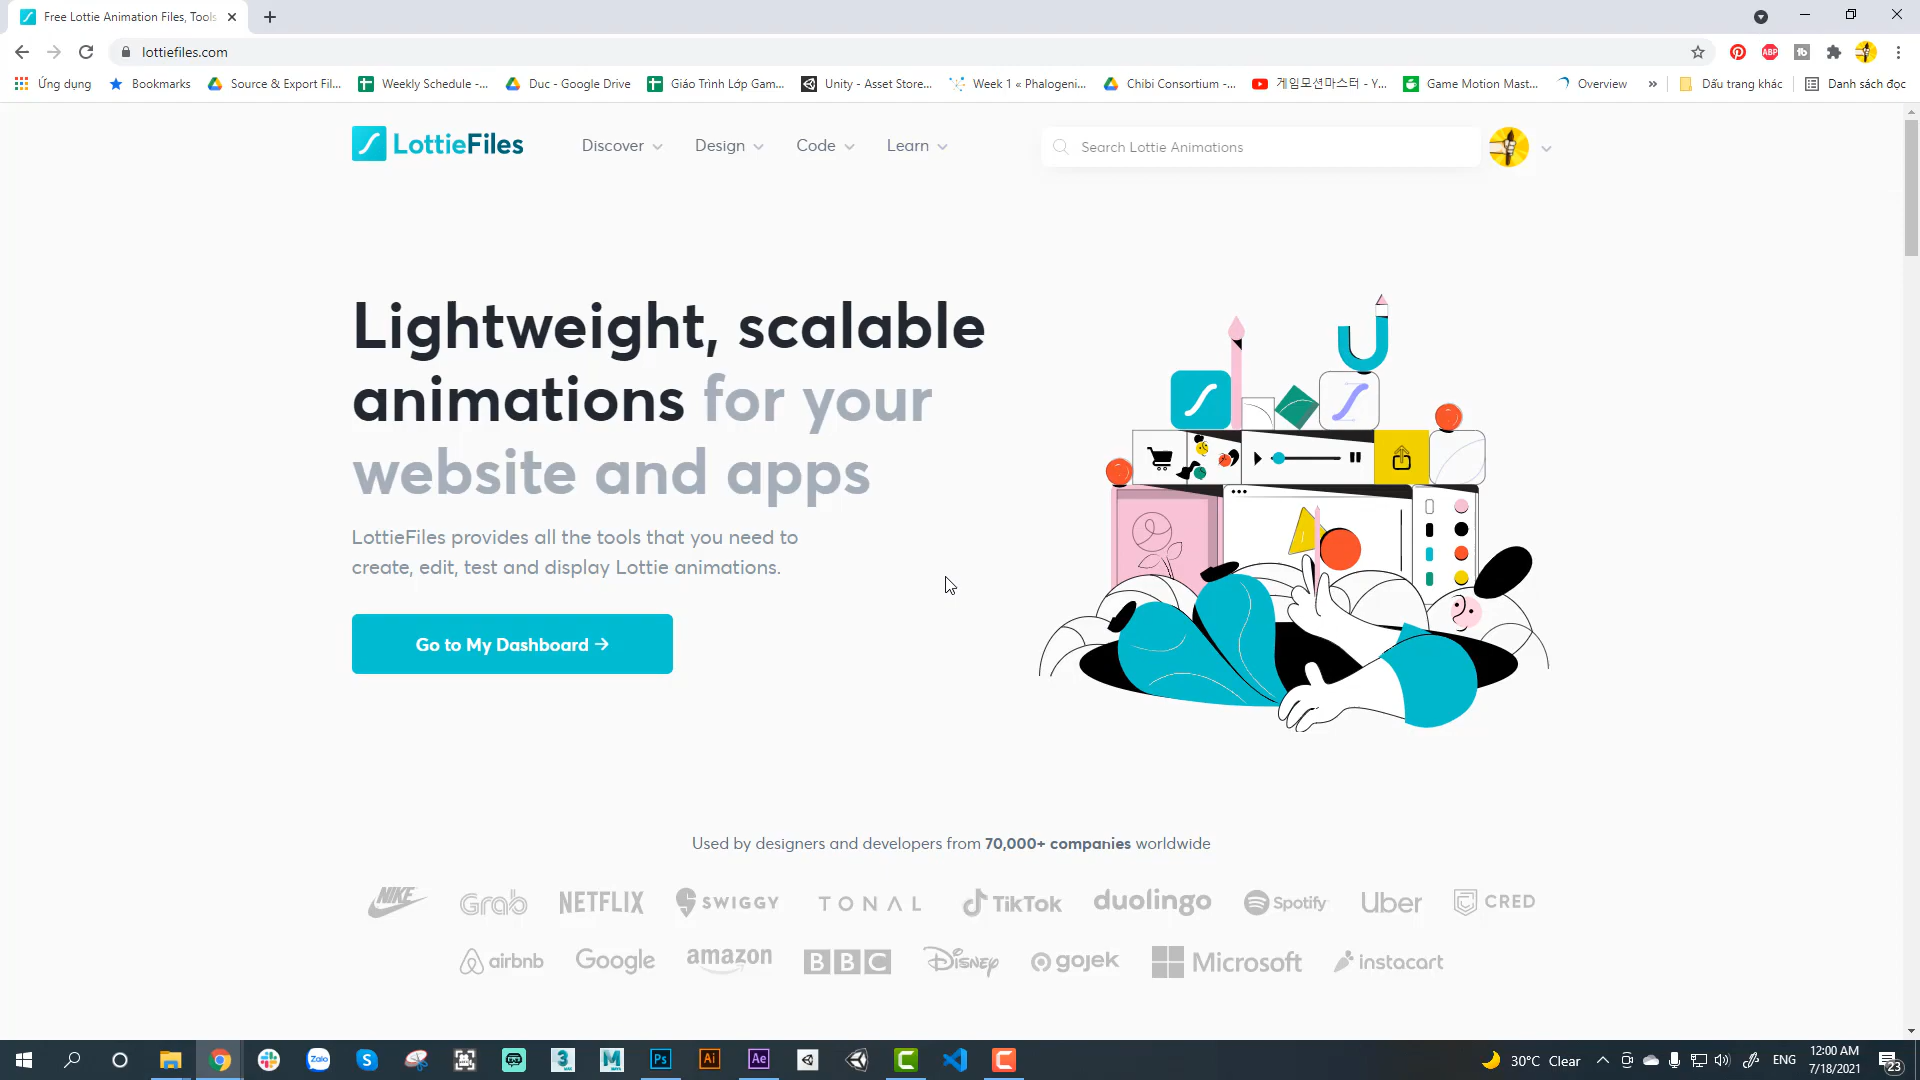 Free Lottie Animation Files, Tools
lottiefiles.com
Ứng dụng
Bookmarks
Source & Export Fil...
Weekly Schedule -...
Duc - Google Drive
Giáo Trình Lớp Gam...
Unity - Asset Store...
Week 1 « Phalogeni...
Chibi Consortium -...
게임모션마스터 - Y...
Game Motion Mast...
Overview
»
Dấu trang khác
Danh sách đọc
LottieFiles
Discover
Design
Code
Learn
Search Lottie Animations
Lightweight, scalable
animations for your
website and apps
LottieFiles provides all the tools that you need to
create, edit, test and display Lottie animations.
Go to My Dashboard →
Used by designers and developers from 70,000+ companies worldwide
NIKE
Grab
NETFLIX
SWIGGY
TONAL
TikTok
duolingo
Spotify
Uber
CRED
airbnb
Google
amazon
BBC
Disney
gojek
Microsoft
instacart
30°C Clear
ENG
12:00 AM
7/18/2021
23
ABP
Zalo
Ps
Ai
Ae